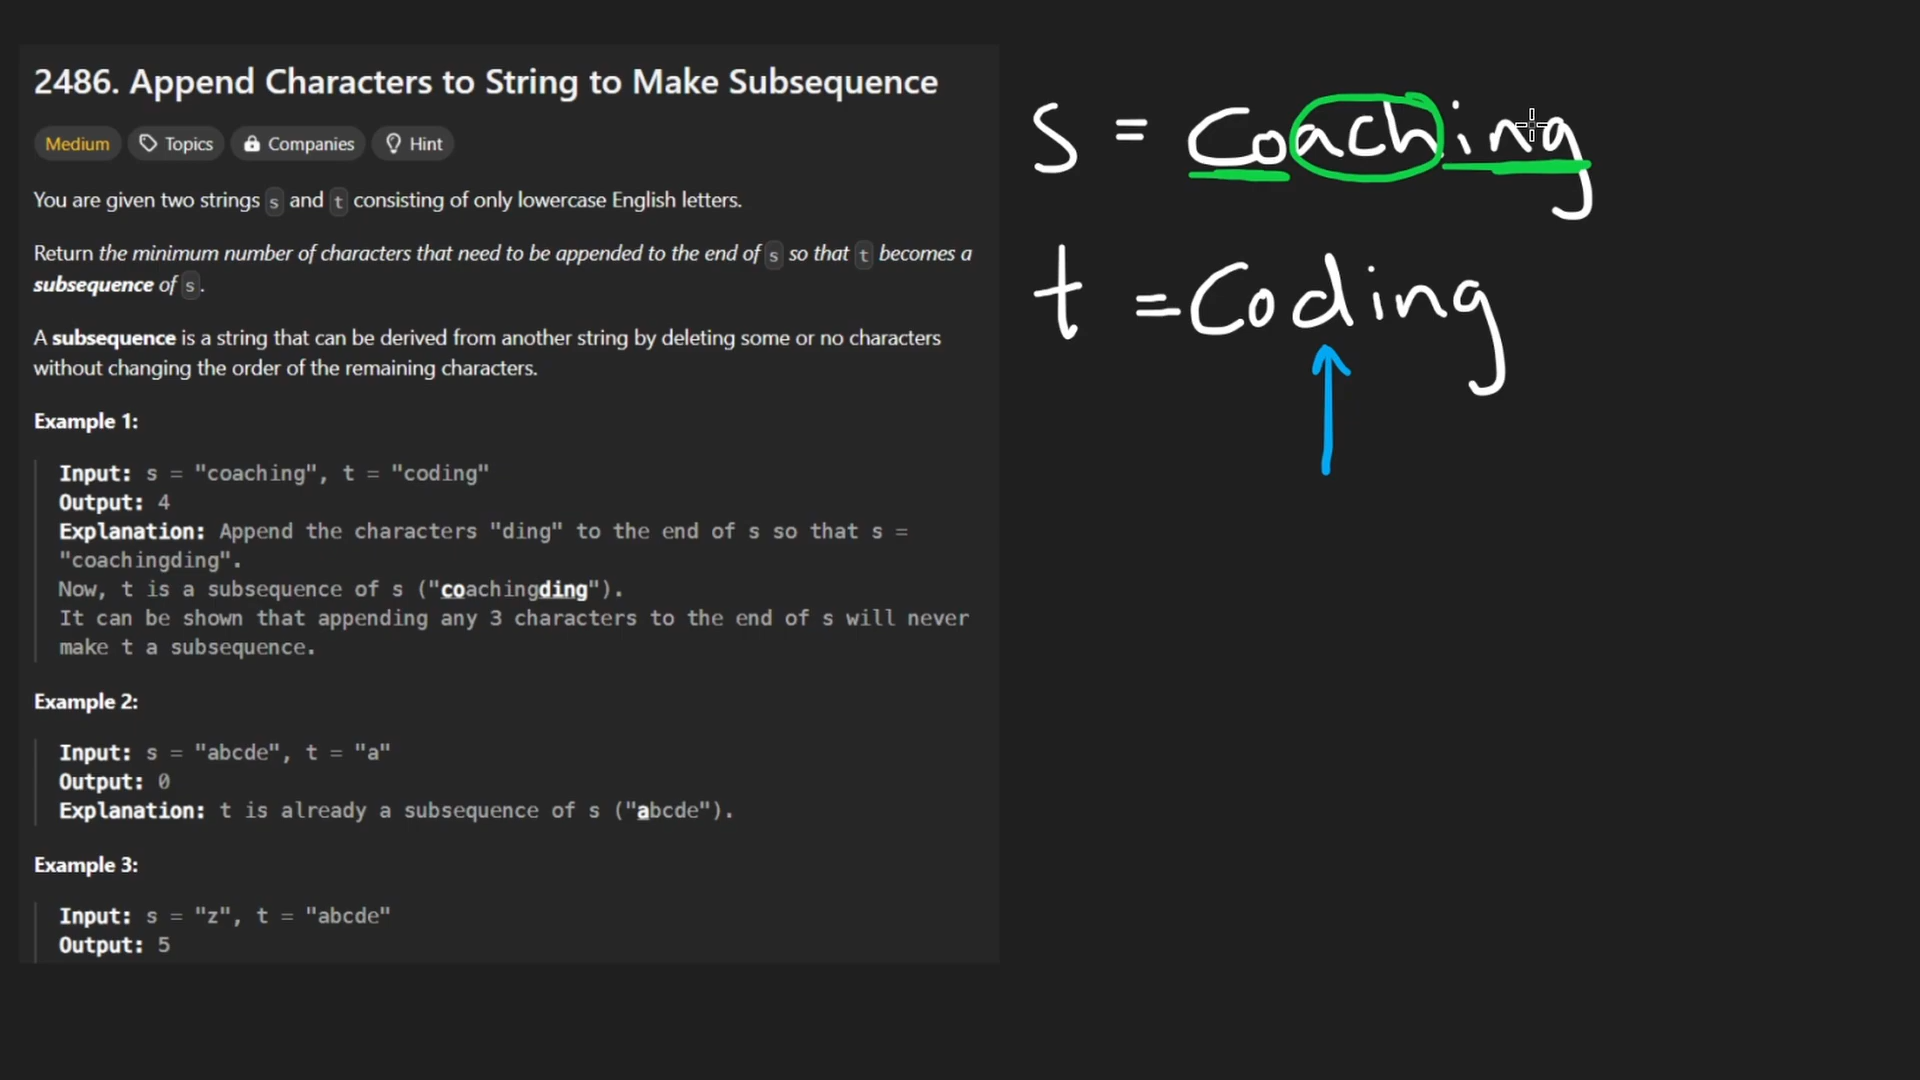 2486. Append Characters to String to Make Subsequence
Medium Topics Companies Hint
You are given two strings s and t consisting of only lowercase English letters.
Return the minimum number of characters that need to be appended to the end of s so that t becomes a
subsequence of s.
A subsequence is a string that can be derived from another string by deleting some or no characters
without changing the order of the remaining characters.
Example 1:
Input: s = "coaching", t = "coding"
Output: 4
Explanation: Append the characters "ding" to the end of s so that s =
"coachingding".
Now, t is a subsequence of s ("coachingding").
It can be shown that appending any 3 characters to the end of s will never
make t a subsequence.
Example 2:
Input: s = "abcde", t = "a"
Output: 0
Explanation: t is already a subsequence of s ("abcde").
Example 3:
Input: s = "z", t = "abcde"
Output: 5
S = Coaching
t = Coding